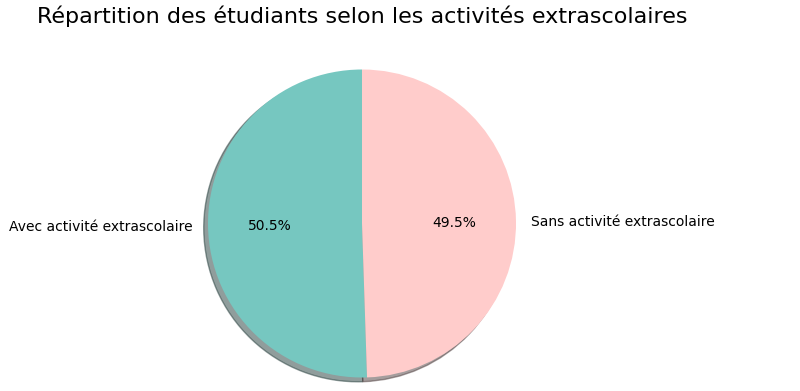 Répartition des étudiants selon les activités extrascolaires
Avec activité extrascolaire
50.5%
49.5%
Sans activité extrascolaire